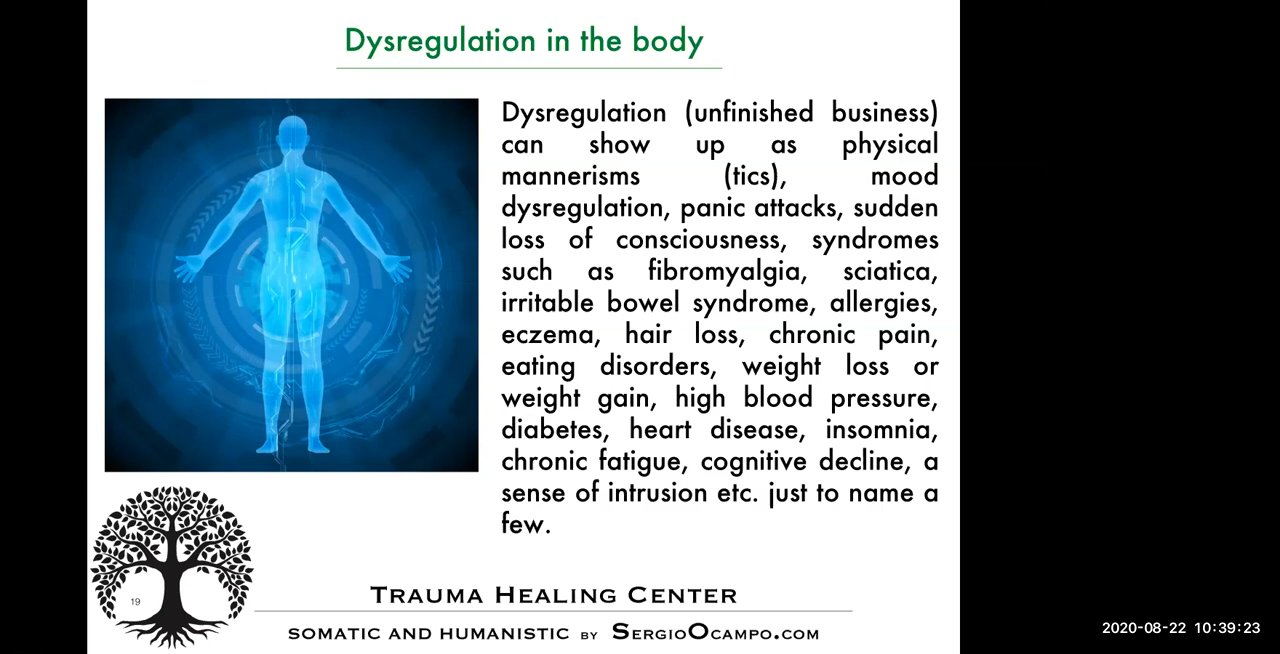 Dysregulation in the body
Dysregulation (unfinished business)
can show up as physical
mannerisms (tics), mood
dysregulation, panic attacks, sudden
loss of consciousness, syndromes
such as fibromyalgia, sciatica,
irritable bowel syndrome, allergies,
eczema, hair loss, chronic pain,
eating disorders, weight loss or
weight gain, high blood pressure,
diabetes, heart disease, insomnia,
chronic fatigue, cognitive decline, a
sense of intrusion etc. just to name a
few.
19
Trauma Healing Center
somatic and humanistic by SergioOcampo.com
2020-08-22 10:39:23